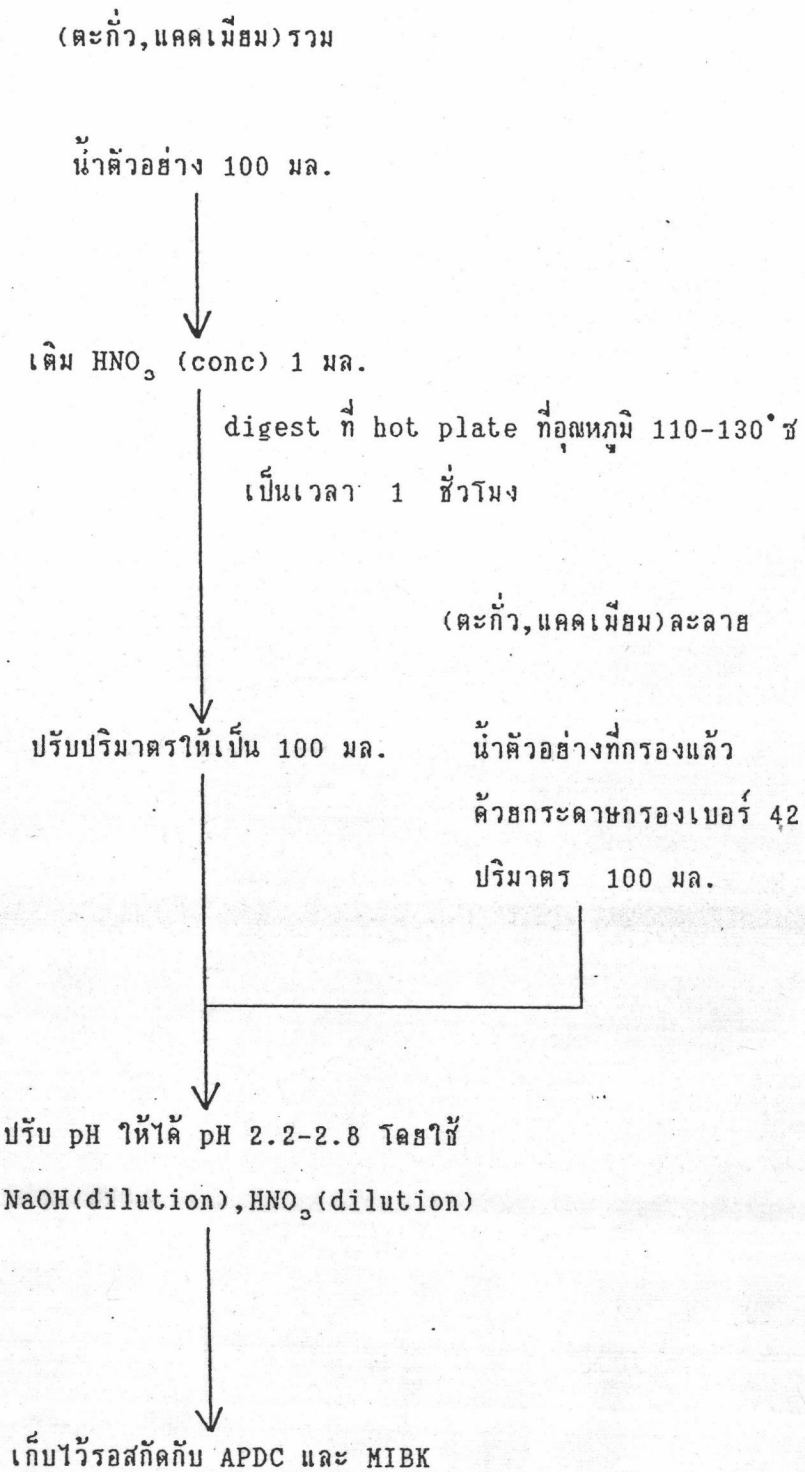 (ตะกั่ว,แคดเมียม)รวม
น้ำตัวอย่าง 100 มล.
เติม HNO₃ (conc) 1 มล.
digest ที่ hot plate ที่อุณหภูมิ 110-130°ซ
เป็นเวลา 1 ชั่วโมง
(ตะกั่ว,แคดเมียม)ละลาย
ปรับปริมาตรให้เป็น 100 มล.
น้ำตัวอย่างที่กรองแล้ว
ด้วยกระดาษกรองเบอร์ 42
ปริมาตร 100 มล.
ปรับ pH ให้ได้ pH 2.2-2.8 โดยใช้
NaOH(dilution),HNO₃(dilution)
เก็บไว้รอสกัดกับ APDC และ MIBK